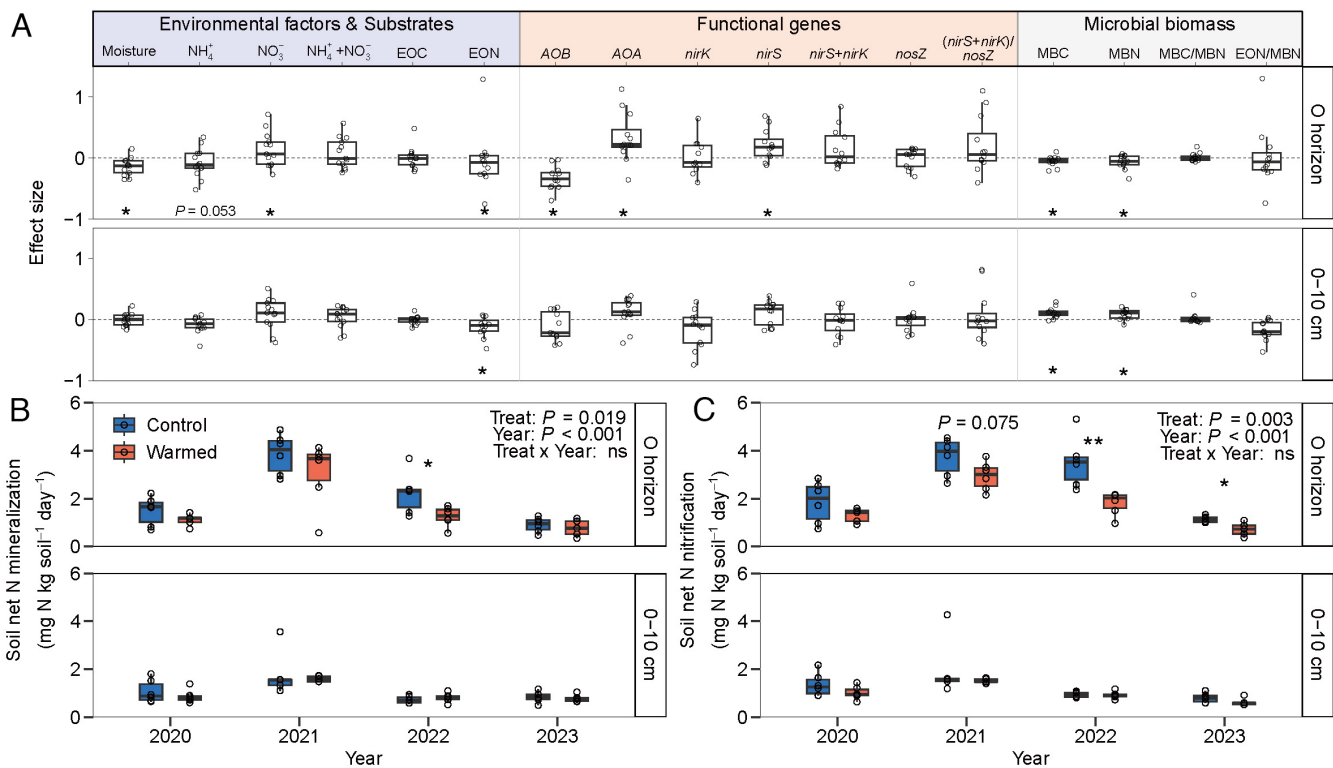 A
Environmental factors & Substrates Functional genes Microbial biomass
Moisture NH₄⁺ NO₃⁻ NH₄⁺+NO₃⁻ EOC EON AOB AOA nirK nirS nirS+nirK nosZ (nirS+nirK)/
nosZ MBC MBN MBC/MBN EON/MBN
Effect size
1
0
−1
* P = 0.053 * * * * * * *
O horizon
1
0
−1
* * *
0−10 cm
B
Soil net N mineralization
(mg N kg soil⁻¹ day⁻¹)
6
4
2
0
Control
Warmed
Treat: P = 0.019
Year: P < 0.001
Treat x Year: ns
*
O horizon
6
4
2
0
0−10 cm
2020 2021 2022 2023
Year
C
Soil net N nitrification
(mg N kg soil⁻¹ day⁻¹)
6
4
2
0
P = 0.075
**
*
Treat: P = 0.003
Year: P < 0.001
Treat x Year: ns
O horizon
6
4
2
0
0−10 cm
2020 2021 2022 2023
Year